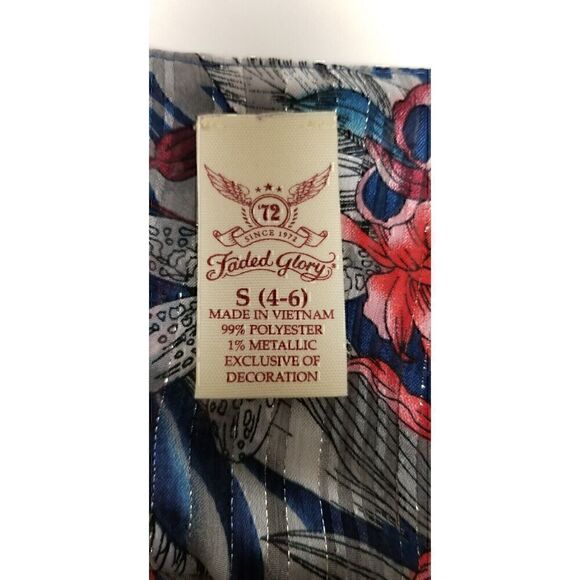 '72
SINCE 1972
Faded Glory®
S (4-6)
MADE IN VIETNAM
99% POLYESTER
1% METALLIC
EXCLUSIVE OF
DECORATION